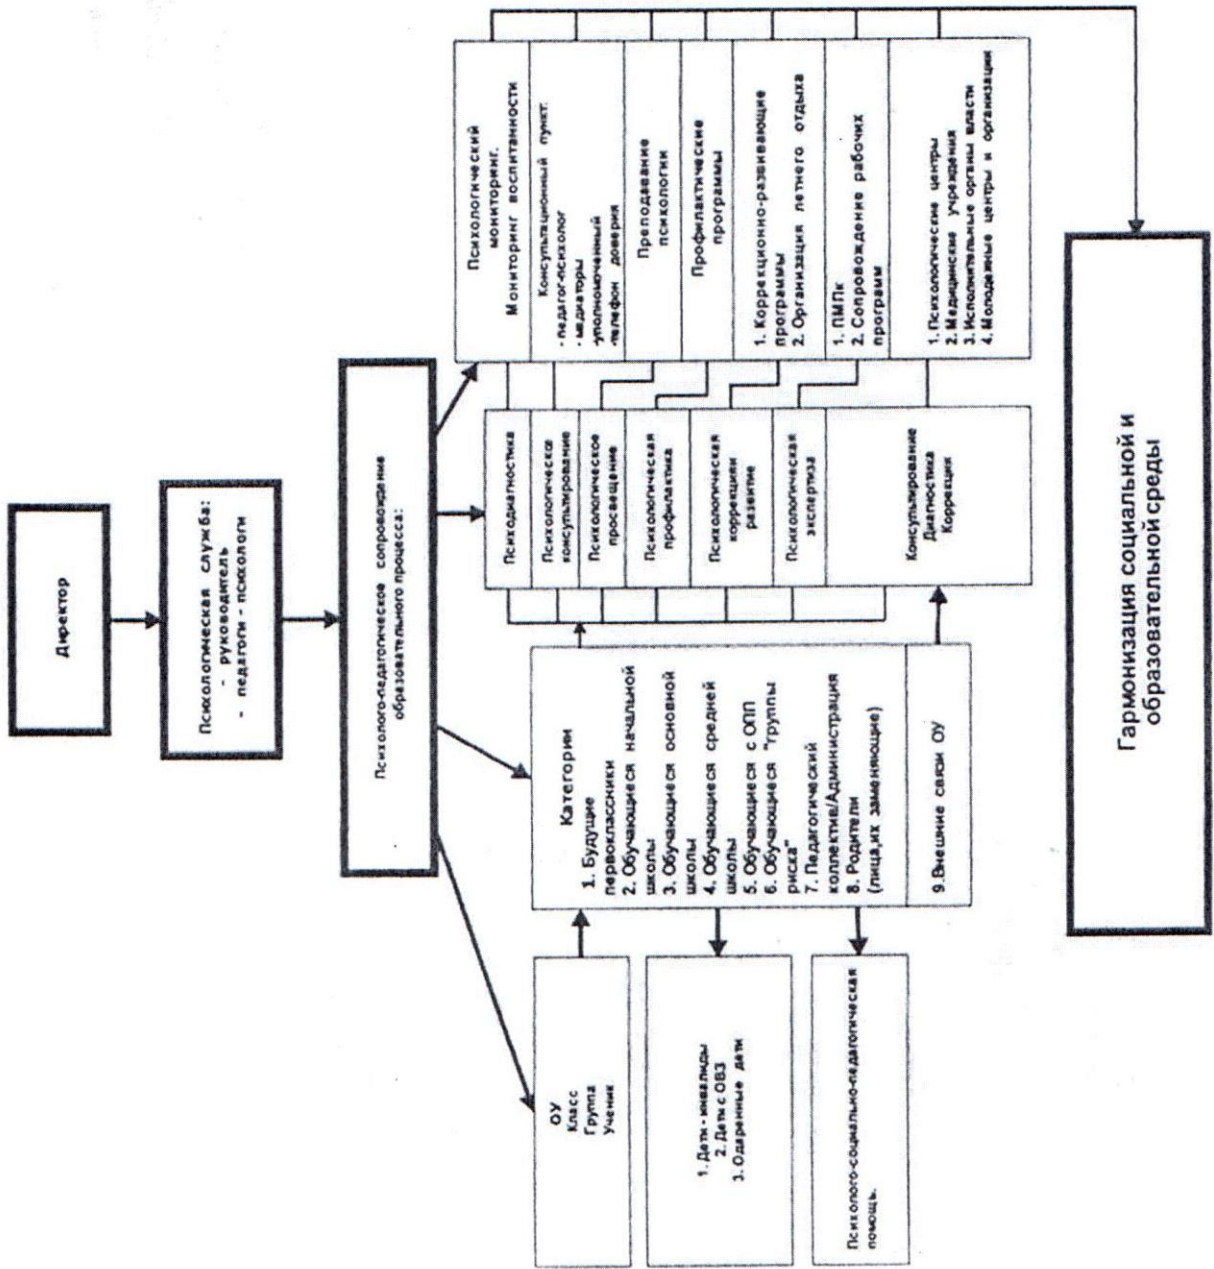 Директор
Психологическая служба:
- руководитель
- педагоги - психологи
Психолого-педагогическое сопровождение
образовательного процесса:
ОУ
Класс
Группа
Ученик
1. Дети - инвалиды
2. Дети с ОВЗ
3. Одаренные дети
Психолого-социально-педагогическая
помощь.
Категории
1. Будущие
первоклассники
2. Обучающиеся начальной
школы
3. Обучающиеся основной
школы
4. Обучающиеся средней
школы
5. Обучающиеся с ОПП
6. Обучающиеся "группы
риска"
7. Педагогический
коллектив/Администрация
8. Родители
(лица,их заменяющие)
9.Внешние связи ОУ
Психодиагностика
Психологическое
консультирование
Психологическое
просвещение
Психологическая
профилактика
Психологическая
коррекцияи
развитие
Психологическая
экспертиза
Консультирование
Диагностика
Коррекция
Психологический
мониторинг.
Мониторинг воспитанности
Консультационный пункт:
- педагог-психолог
- медиаторы
-уполномоченный
-телефон доверия
Преподавание
психологии
Профилактические
программы
1. Коррекционно-развивающие
программы
2. Организация летнего отдыха
1. ПМПк
2. Сопровождение рабочих
программ
1. Психологические центры
2. Медицинские учреждения
3. Исполнительные органы власти
4. Молодежные центры и организации
Гармонизация социальной и
образовательной среды